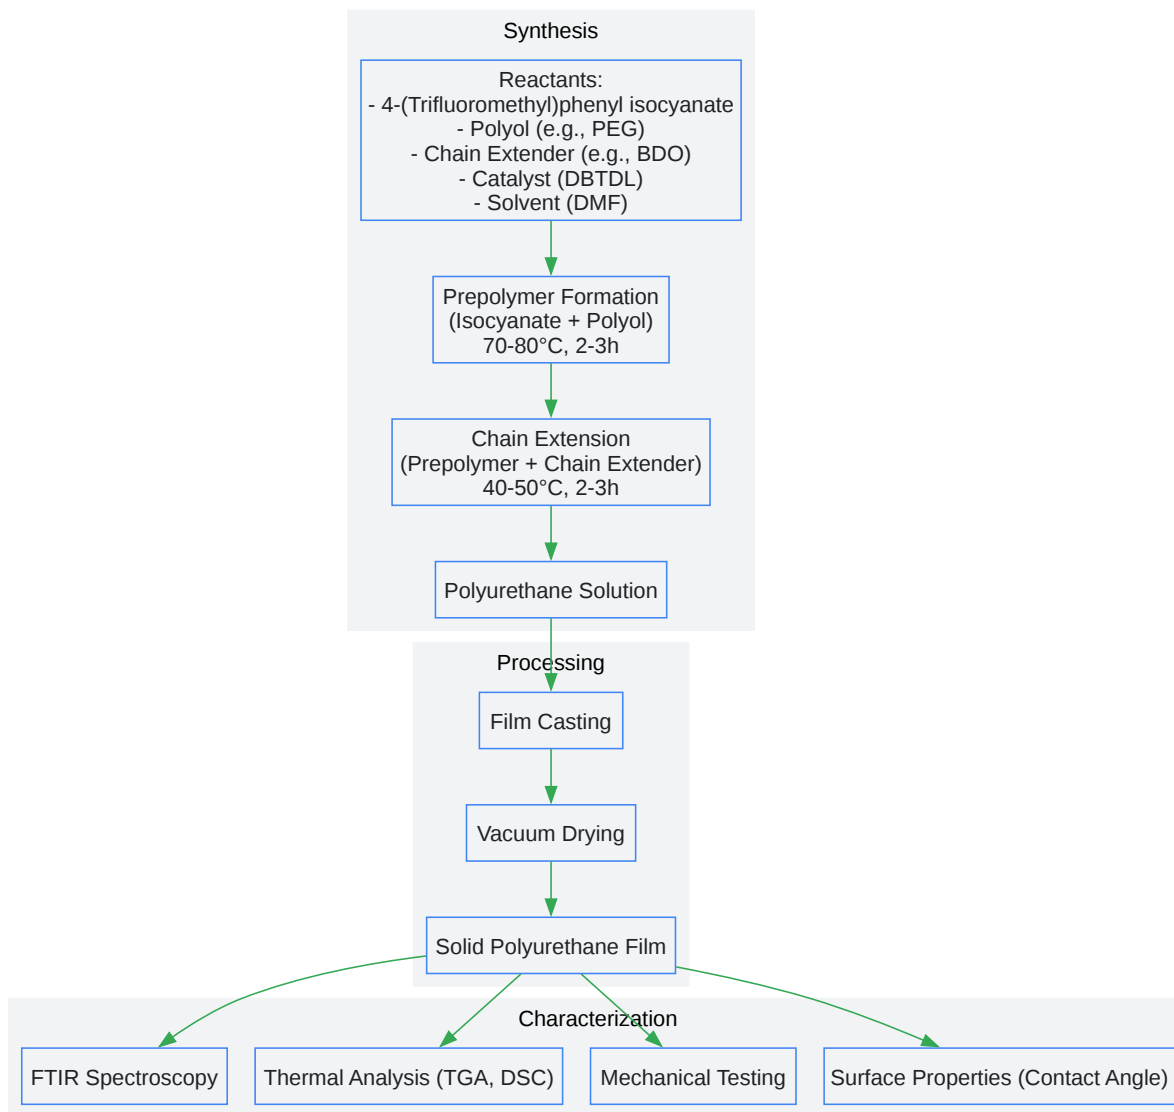 Synthesis
Reactants:
- 4-(Trifluoromethyl)phenyl isocyanate
- Polyol (e.g., PEG)
- Chain Extender (e.g., BDO)
- Catalyst (DBTDL)
- Solvent (DMF)
Prepolymer Formation
(Isocyanate + Polyol)
70-80°C, 2-3h
Chain Extension
(Prepolymer + Chain Extender)
40-50°C, 2-3h
Polyurethane Solution
Processing
Film Casting
Vacuum Drying
Solid Polyurethane Film
Characterization
FTIR Spectroscopy
Thermal Analysis (TGA, DSC)
Mechanical Testing
Surface Properties (Contact Angle)